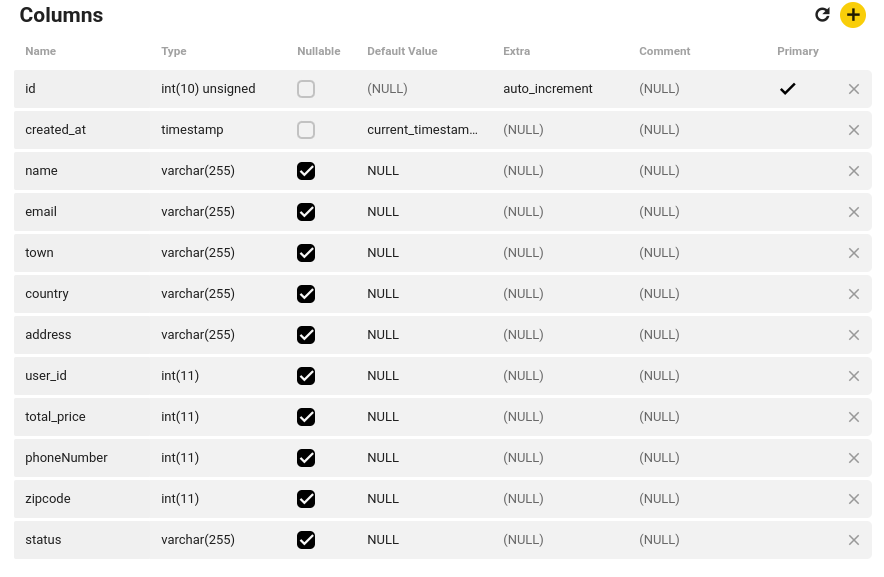 Columns
Name Type Nullable Default Value Extra Comment Primary
id int(10) unsigned (NULL) auto_increment (NULL)
created_at timestamp current_timestam... (NULL) (NULL)
name varchar(255) NULL (NULL) (NULL)
email varchar(255) NULL (NULL) (NULL)
town varchar(255) NULL (NULL) (NULL)
country varchar(255) NULL (NULL) (NULL)
address varchar(255) NULL (NULL) (NULL)
user_id int(11) NULL (NULL) (NULL)
total_price int(11) NULL (NULL) (NULL)
phoneNumber int(11) NULL (NULL) (NULL)
zipcode int(11) NULL (NULL) (NULL)
status varchar(255) NULL (NULL) (NULL)